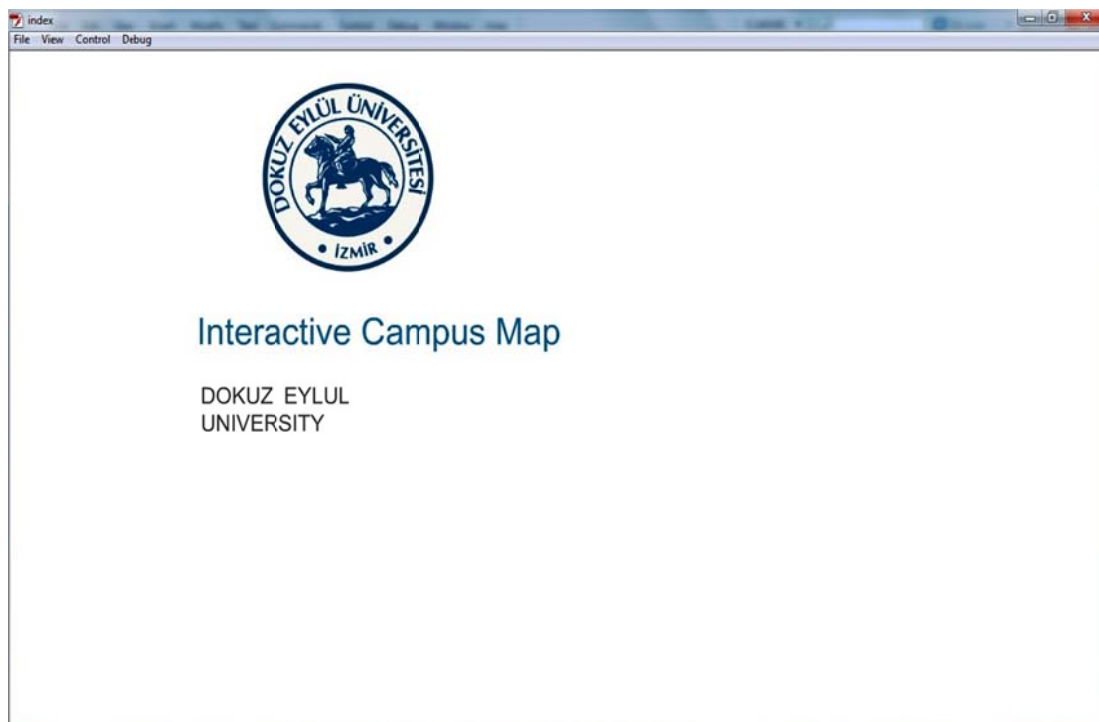 index
File View Control Debug
DOKUZ EYLÜL ÜNİVERSİTESİ
• İZMİR •
Interactive Campus Map
DOKUZ EYLUL
UNIVERSITY